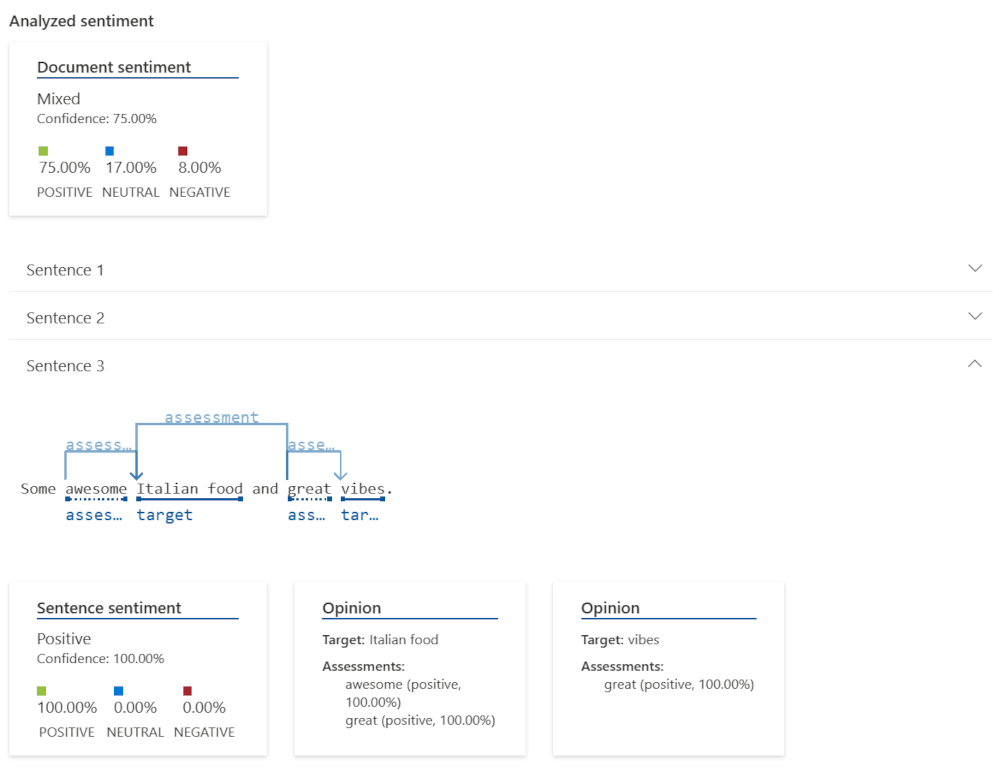 Analyzed sentiment
Document sentiment
Mixed
Confidence: 75.00%
75.00% 17.00% 8.00%
POSITIVE NEUTRAL NEGATIVE
Sentence 1
Sentence 2
Sentence 3
assessment
assess… asse…
Some awesome Italian food and great vibes.
asses… target ass… tar…
Sentence sentiment
Positive
Confidence: 100.00%
100.00% 0.00% 0.00%
POSITIVE NEUTRAL NEGATIVE
Opinion
Target: Italian food
Assessments:
awesome (positive,
100.00%)
great (positive, 100.00%)
Opinion
Target: vibes
Assessments:
great (positive, 100.00%)